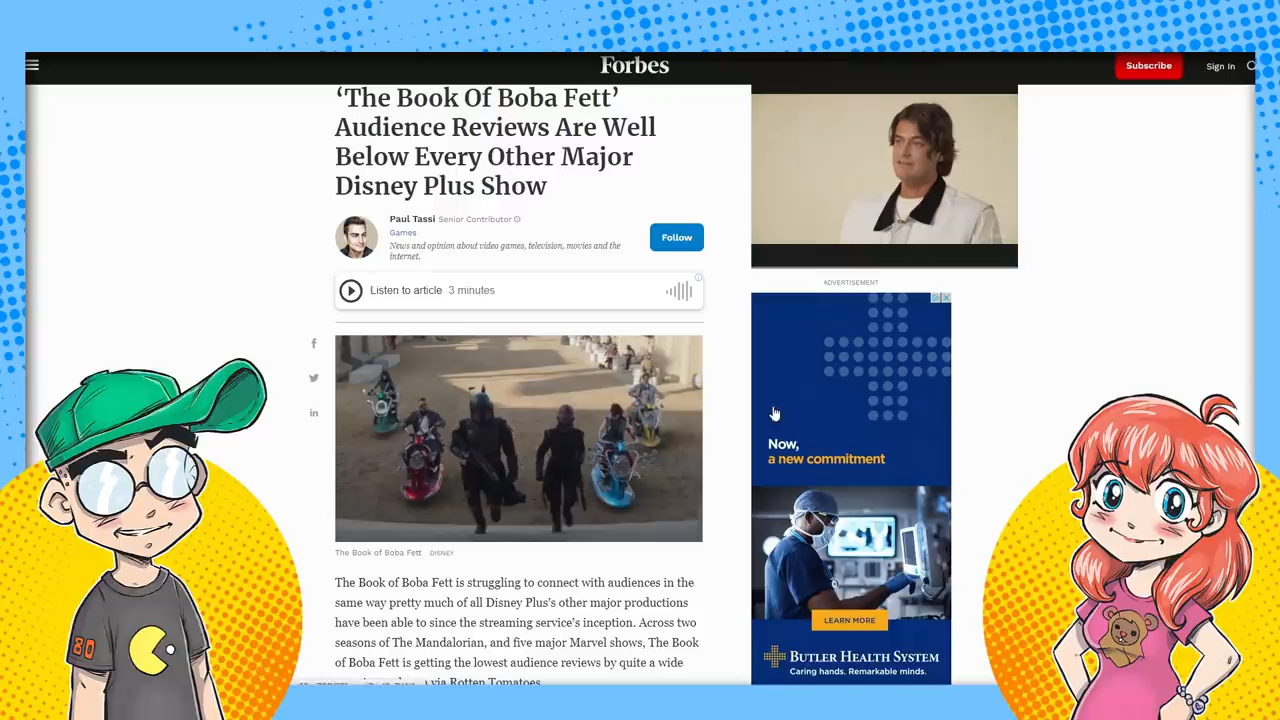 Forbes
Subscribe
Sign In
‘The Book Of Boba Fett’
Audience Reviews Are Well
Below Every Other Major
Disney Plus Show
Paul Tassi Senior Contributor
Games
News and opinion about video games, television, movies and the
internet.
Follow
Listen to article 3 minutes
The Book of Boba Fett DISNEY
The Book of Boba Fett is struggling to connect with audiences in the
same way pretty much of all Disney Plus’s other major productions
have been able to since the streaming service’s inception. Across two
seasons of The Mandalorian, and five major Marvel shows, The Book
of Boba Fett is getting the lowest audience reviews by quite a wide
via Rotten Tomatoes
ADVERTISEMENT
Now,
a new commitment
LEARN MORE
BUTLER HEALTH SYSTEM
Caring hands. Remarkable minds.
80